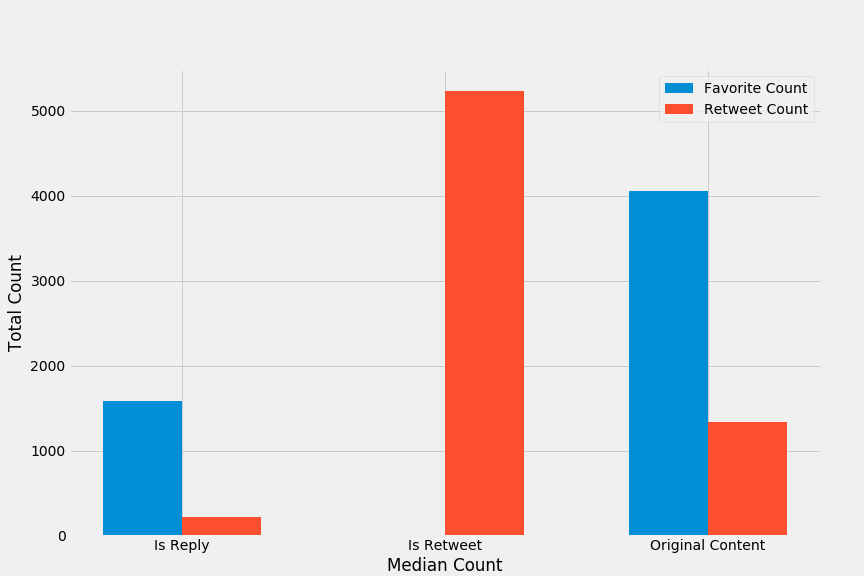 Favorite Count
Retweet Count
Total Count
5000
4000
3000
2000
1000
0
Is Reply
Is Retweet
Original Content
Median Count